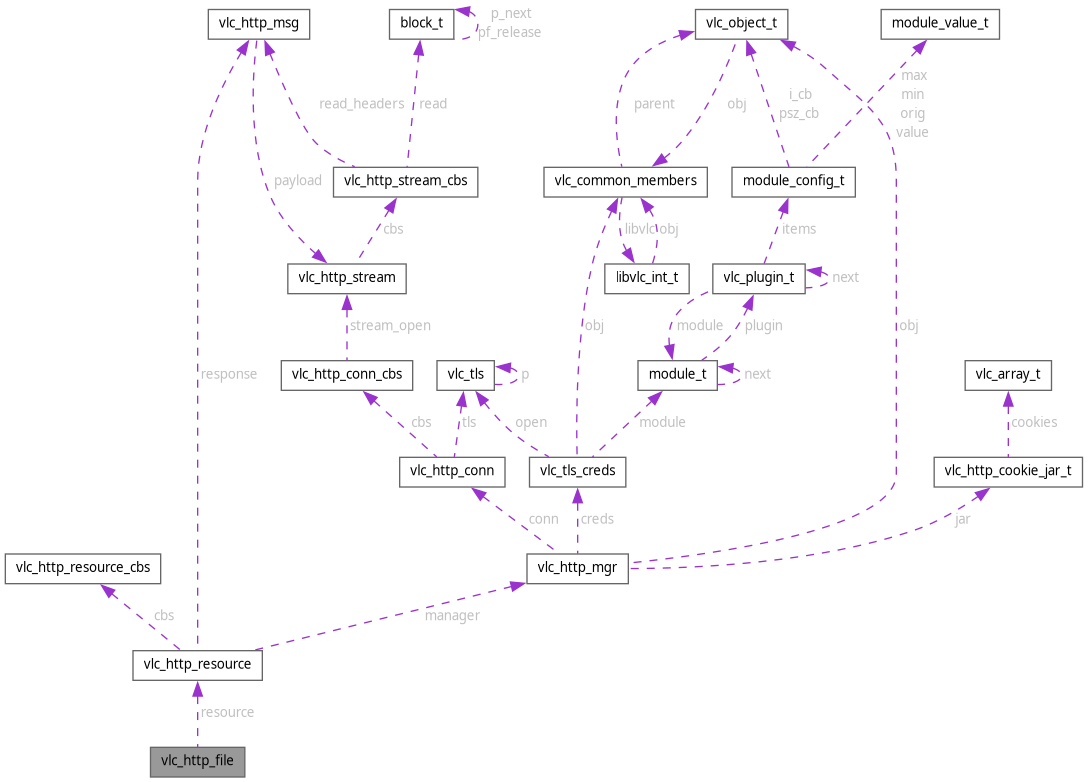 vlc_http_msg
block_t
p_next
pf_release
vlc_object_t
module_value_t
read_headers
read
parent
obj
i_cb
psz_cb
max
min
orig
value
payload
vlc_http_stream_cbs
vlc_common_members
module_config_t
cbs
libvlc
obj
items
vlc_http_stream
libvlc_int_t
vlc_plugin_t
next
stream_open
obj
module
plugin
obj
response
vlc_http_conn_cbs
vlc_tls
p
module_t
next
vlc_array_t
cbs
tls
open
module
cookies
vlc_http_conn
vlc_tls_creds
vlc_http_cookie_jar_t
conn
creds
jar
vlc_http_resource_cbs
vlc_http_mgr
cbs
manager
vlc_http_resource
resource
vlc_http_file